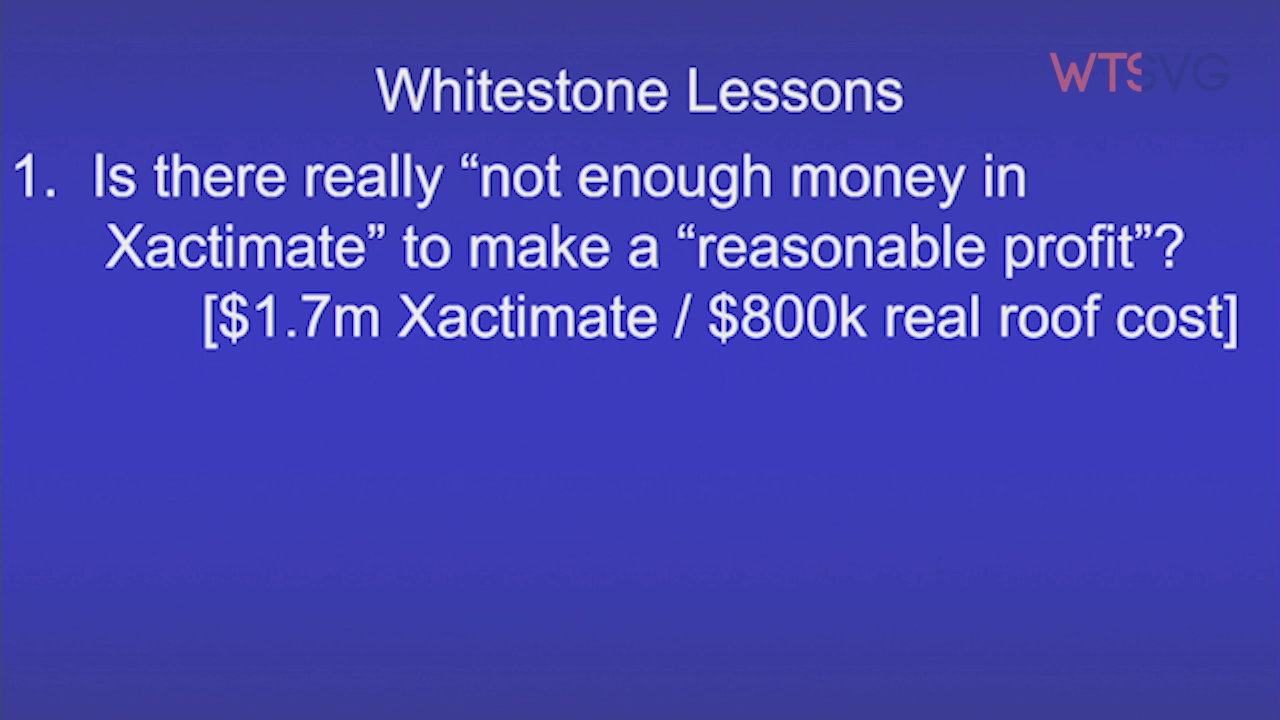 Whitestone Lessons
WTSVG
1. Is there really “not enough money in
Xactimate” to make a “reasonable profit”?
[$1.7m Xactimate / $800k real roof cost]